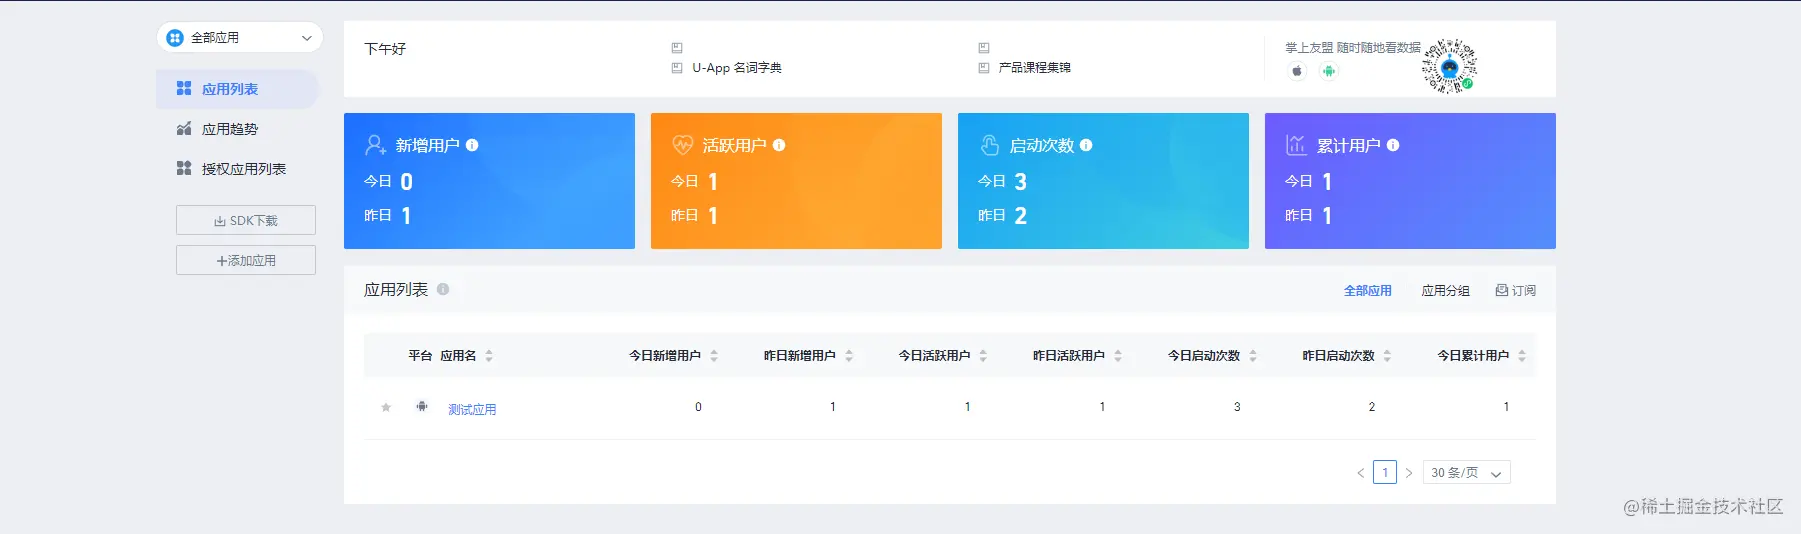 全部应用
应用列表
应用趋势
授权应用列表
SDK下载
+添加应用
下午好
U-App 名词字典
产品课程集锦
掌上友盟 随时随地看数据
新增用户
今日 0
昨日 1
活跃用户
今日 1
昨日 1
启动次数
今日 3
昨日 2
累计用户
今日 1
昨日 1
应用列表
全部应用 应用分组 订阅
平台 应用名 今日新增用户 昨日新增用户 今日活跃用户 昨日活跃用户 今日启动次数 昨日启动次数 今日累计用户
测试应用 0 1 1 1 3 2 1
< 1 > 30 条/页
@稀土掘金技术社区